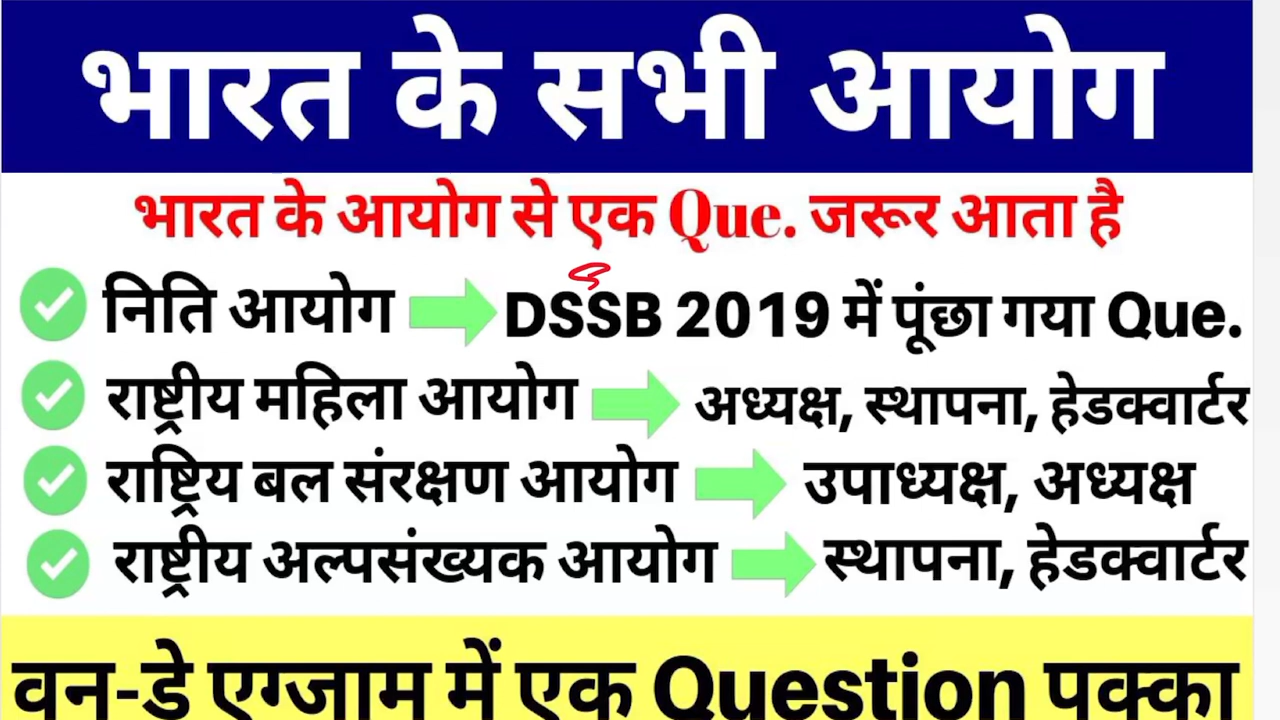 भारत के सभी आयोग
भारत के आयोग से एक Que. जरूर आता है
निति आयोग DSSB 2019 में पूंछा गया Que.
राष्ट्रीय महिला आयोग अध्यक्ष, स्थापना, हेडक्वार्टर
राष्ट्रिय बल संरक्षण आयोग उपाध्यक्ष, अध्यक्ष
राष्ट्रीय अल्पसंख्यक आयोग स्थापना, हेडक्वार्टर
वन-डे एग्जाम में एक Question पक्का